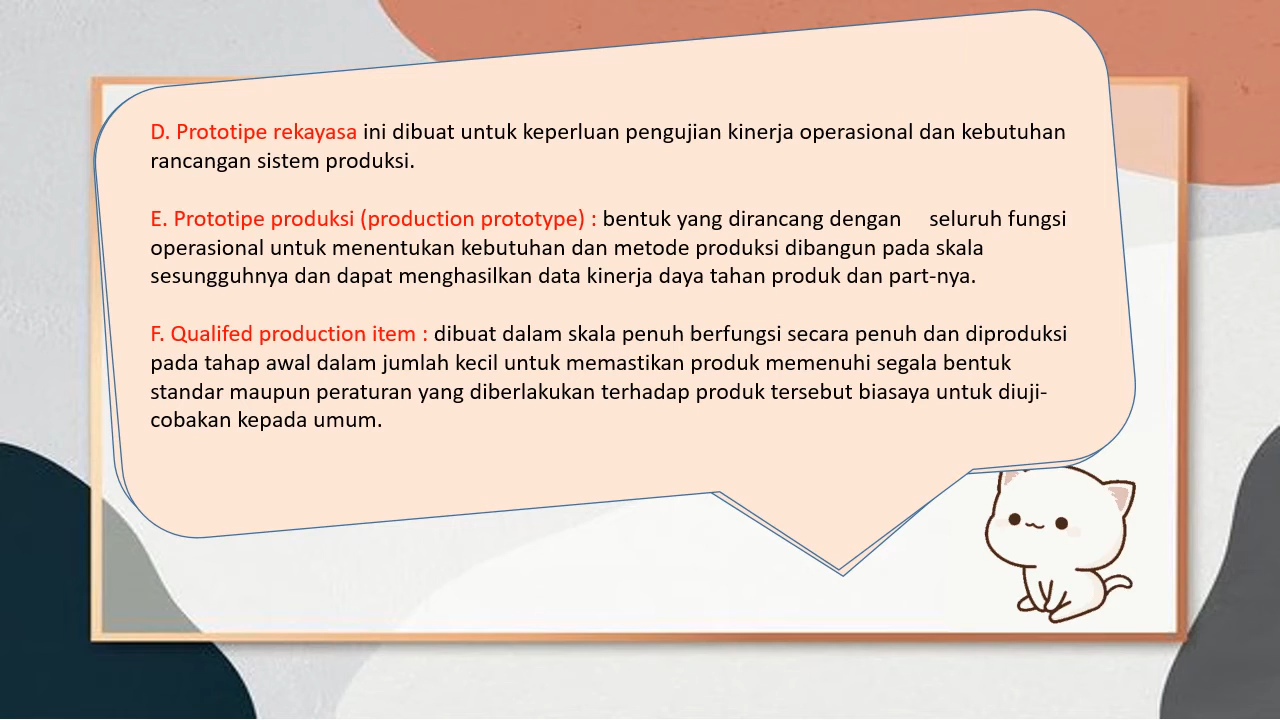 D. Prototipe rekayasa ini dibuat untuk keperluan pengujian kinerja operasional dan kebutuhan
rancangan sistem produksi.
E. Prototipe produksi (production prototype) : bentuk yang dirancang dengan seluruh fungsi
operasional untuk menentukan kebutuhan dan metode produksi dibangun pada skala
sesungguhnya dan dapat menghasilkan data kinerja daya tahan produk dan part-nya.
F. Qualifed production item : dibuat dalam skala penuh berfungsi secara penuh dan diproduksi
pada tahap awal dalam jumlah kecil untuk memastikan produk memenuhi segala bentuk
standar maupun peraturan yang diberlakukan terhadap produk tersebut biasaya untuk diuji-
cobakan kepada umum.